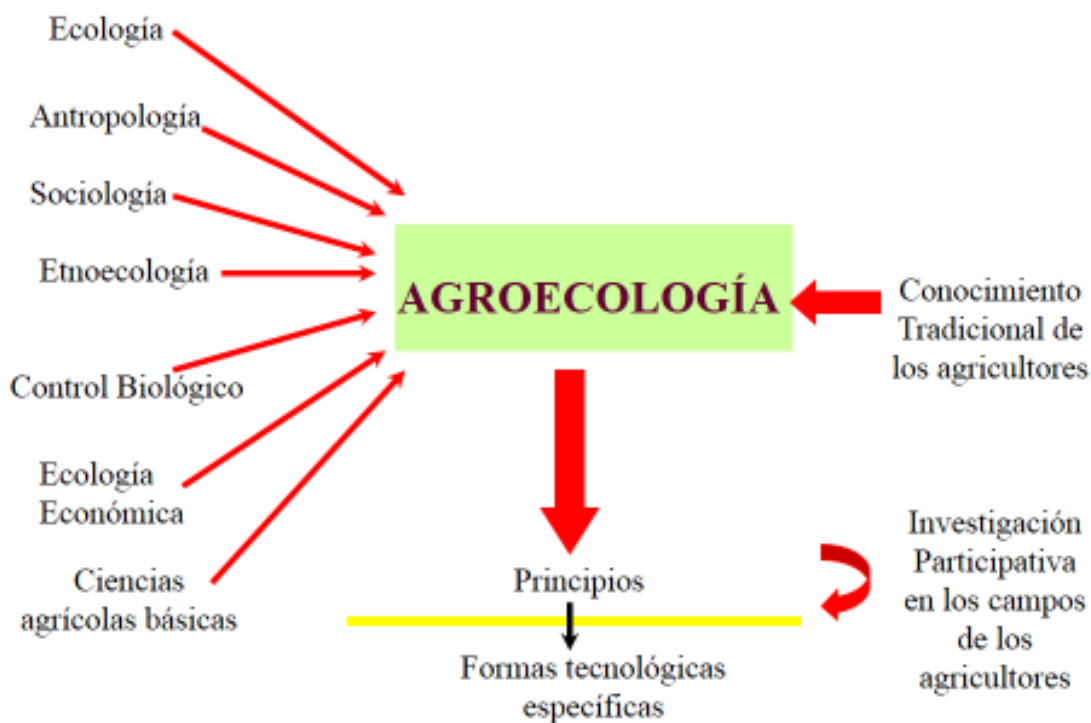 Ecología
Antropología
Sociología
Etnoecología
Control Biológico
Ecología
Económica
Ciencias
agrícolas básicas
AGROECOLOGÍA
Conocimiento
Tradicional de
los agricultores
Principios
Formas tecnológicas
específicas
Investigación
Participativa
en los campos
de los
agricultores